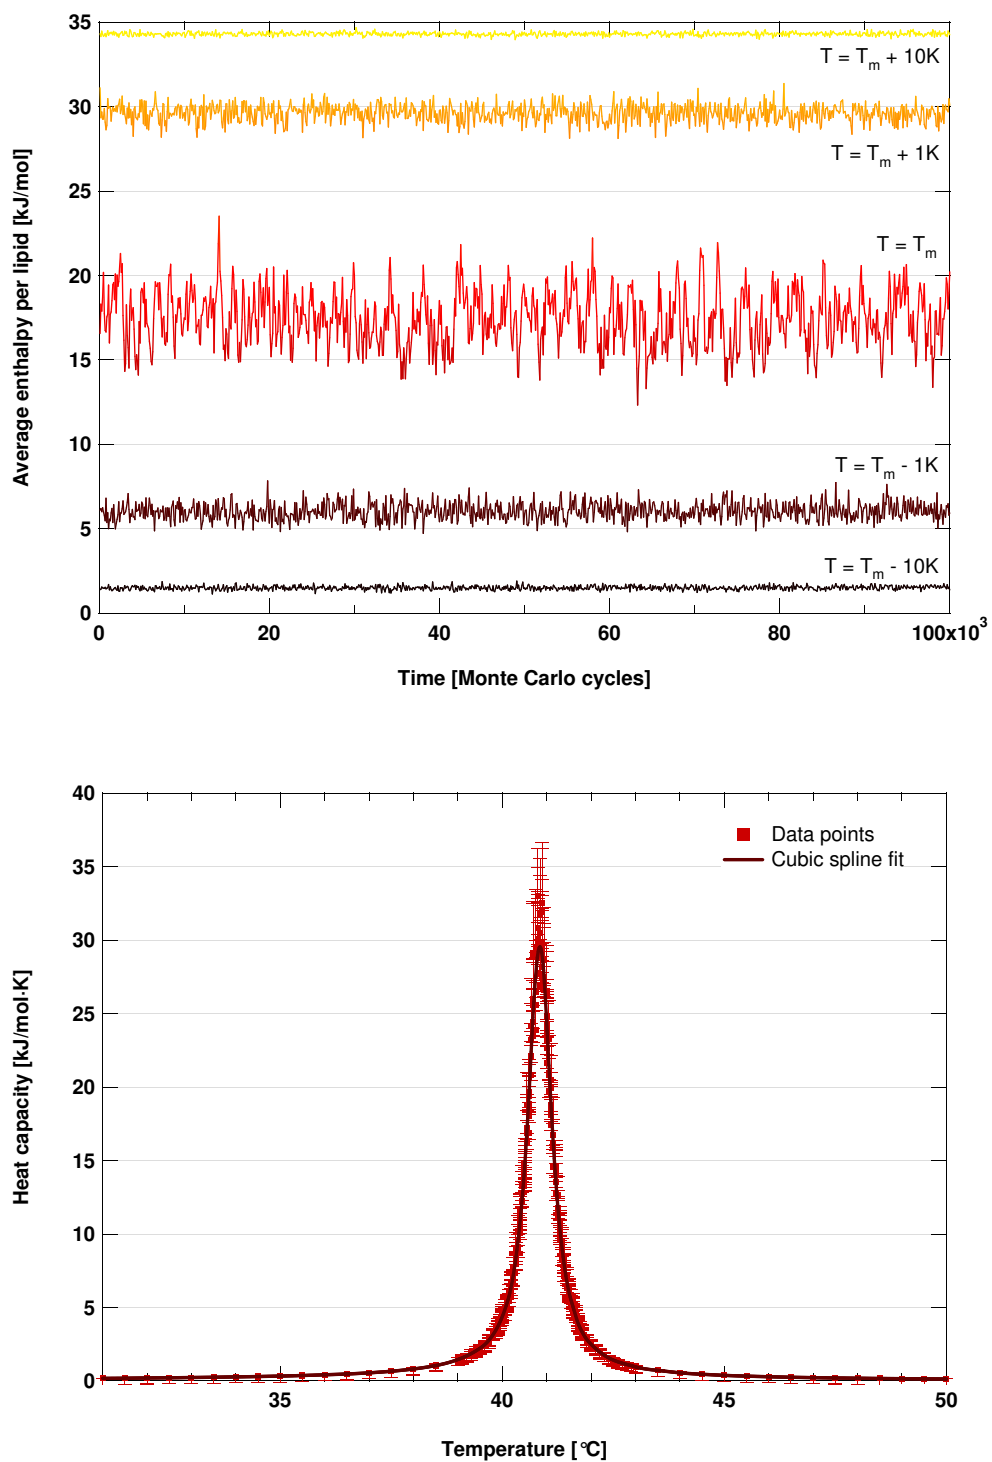 35
30
25
20
15
10
5
0
Average enthalpy per lipid [kJ/mol]
T = Tm + 10K
T = Tm + 1K
T = Tm
T = Tm - 1K
T = Tm - 10K
0 20 40 60 80 100x10³
Time [Monte Carlo cycles]
40
35
30
25
20
15
10
5
0
Heat capacity [kJ/mol·K]
Data points
Cubic spline fit
35 40 45 50
Temperature [°C]